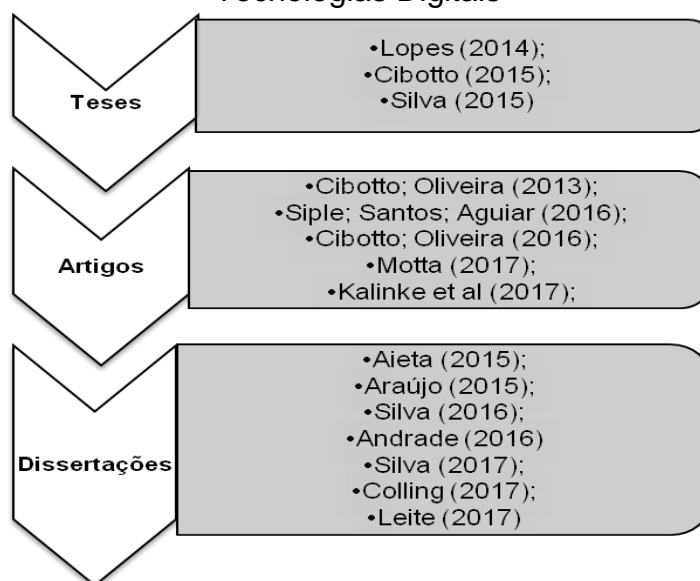 Tecnologias Digitais
Teses
•Lopes (2014);
•Cibotto (2015);
•Silva (2015)
Artigos
•Cibotto; Oliveira (2013);
•Siple; Santos; Aguiar (2016);
•Cibotto; Oliveira (2016);
•Motta (2017);
•Kalinke et al (2017);
Dissertações
•Aieta (2015);
•Araújo (2015);
•Silva (2016);
•Andrade (2016)
•Silva (2017);
•Colling (2017);
•Leite (2017)